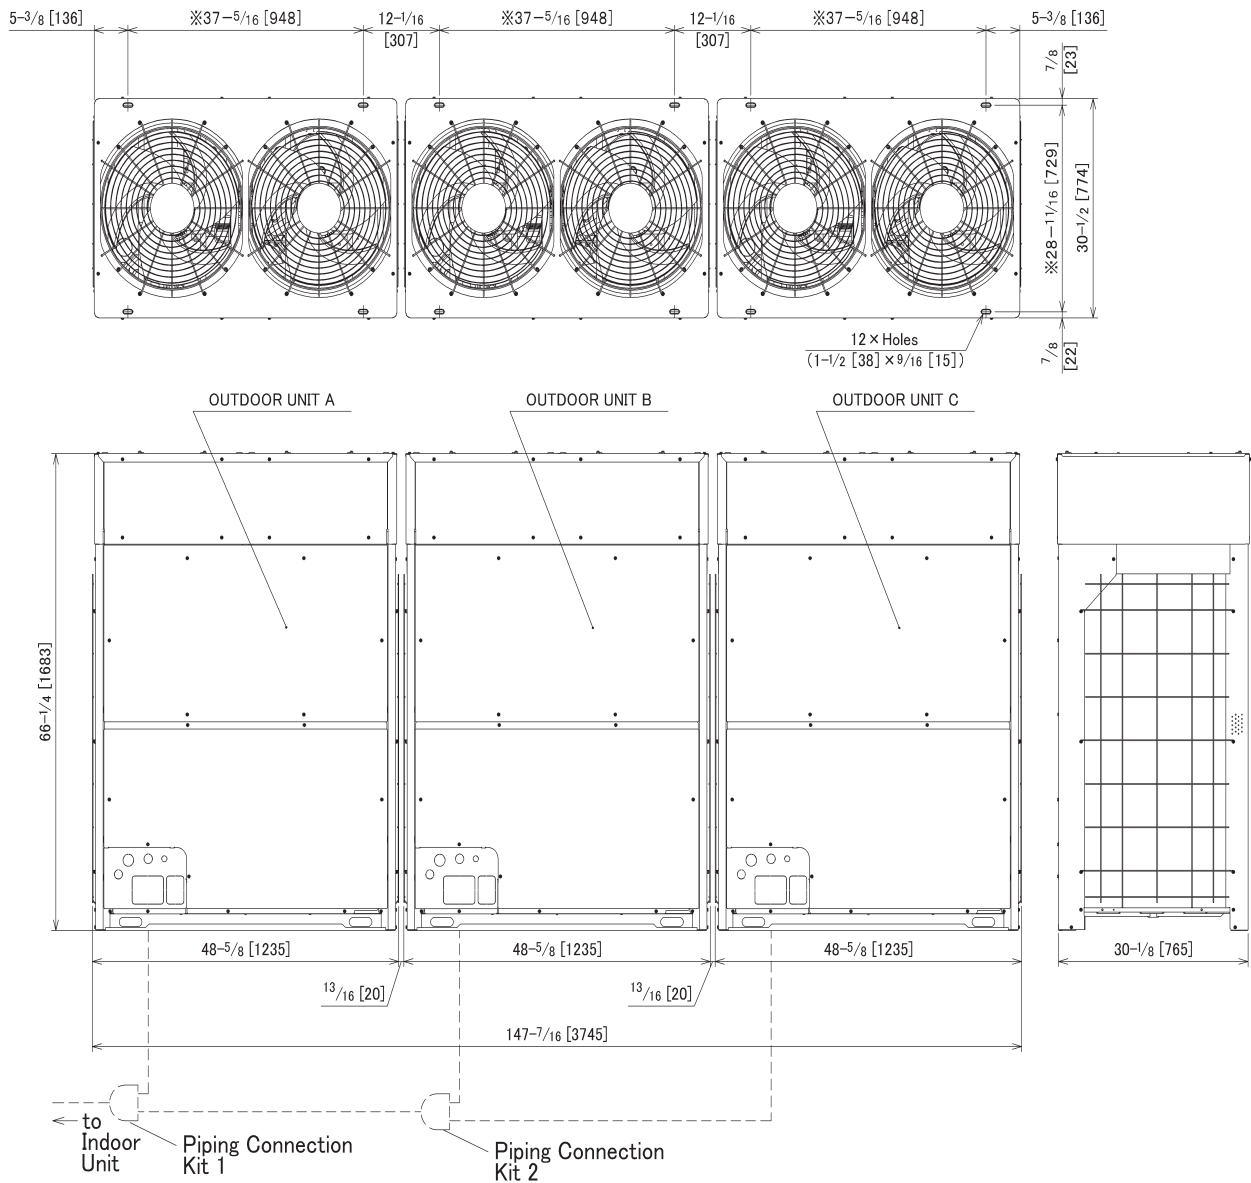 5-3/8 [136]
※37-5/16 [948]
12-1/16
[307]
※37-5/16 [948]
12-1/16
[307]
※37-5/16 [948]
5-3/8 [136]
7/8
[23]
※28-11/16 [729]
30-1/2 [774]
7/8
[22]
12×Holes
(1-1/2 [38]×9/16 [15])
OUTDOOR UNIT A
OUTDOOR UNIT B
OUTDOOR UNIT C
66-1/4 [1683]
48-5/8 [1235]
48-5/8 [1235]
48-5/8 [1235]
30-1/8 [765]
13/16 [20]
13/16 [20]
147-7/16 [3745]
to
Indoor
Unit
Piping Connection
Kit 1
Piping Connection
Kit 2